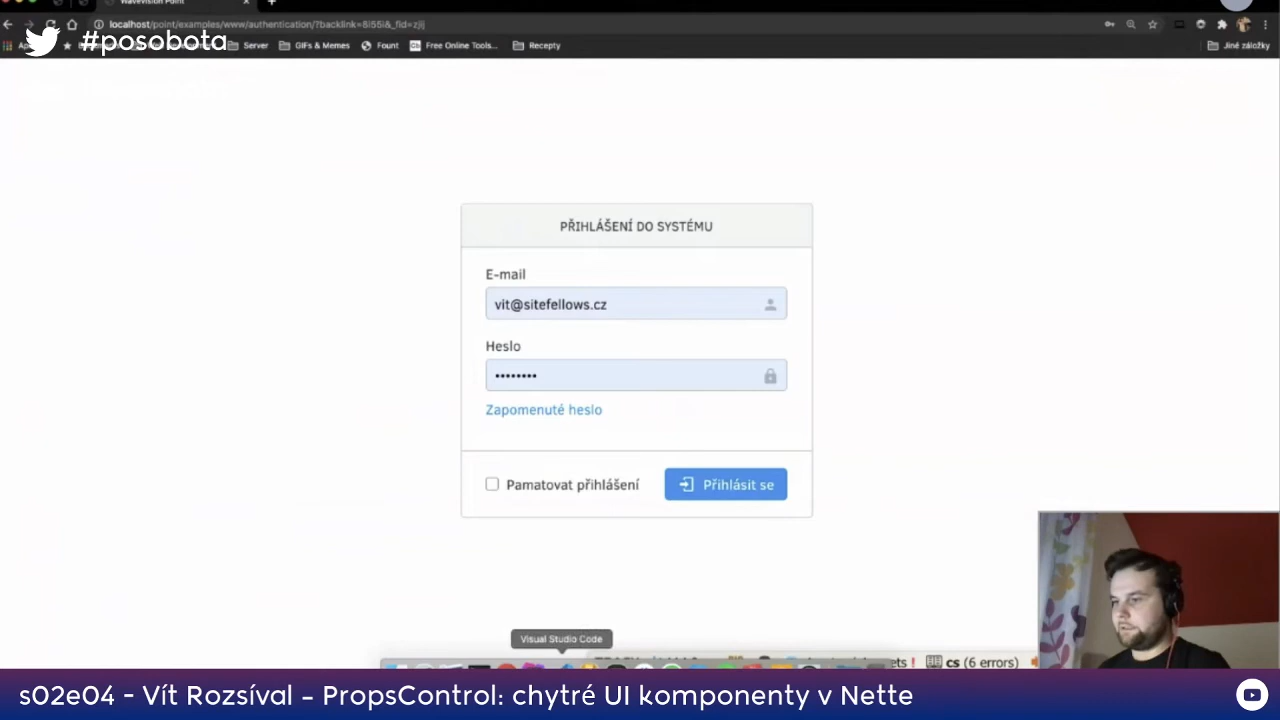 Wavevision Point
localhost/point/examples/www/authentication/?backlink=8i55i&_fid=zjij
#posobota
Server
GIFs & Memes
Fount
Free Online Tools...
Recepty
Jiné záložky
PŘIHLÁŠENÍ DO SYSTÉMU
E-mail
vit@sitefellows.cz
Heslo
••••••••
Zapomenuté heslo
Pamatovat přihlášení
Přihlásit se
Visual Studio Code
cs (6 errors)
s02e04 - Vít Rozsíval – PropsControl: chytré UI komponenty v Nette